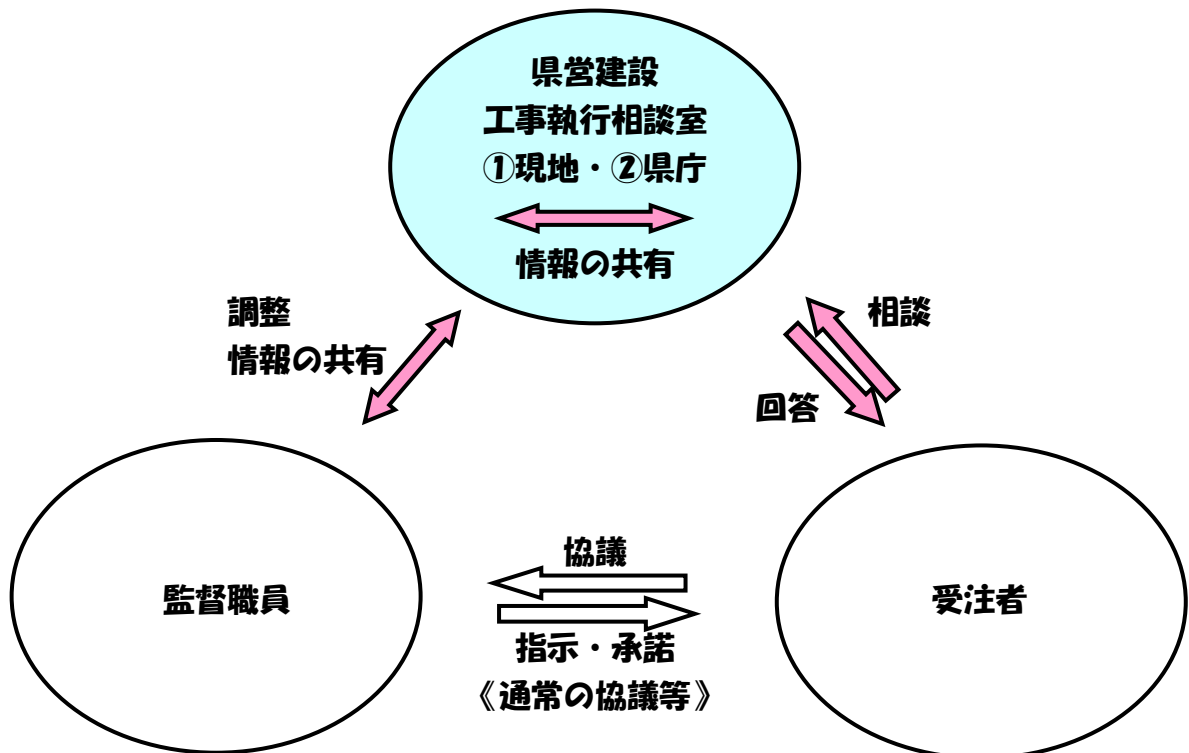 県営建設
工事執行相談室
①現地・②県庁
情報の共有
調整
情報の共有
相談
回答
協議
監督職員
受注者
指示・承諾
《通常の協議等》